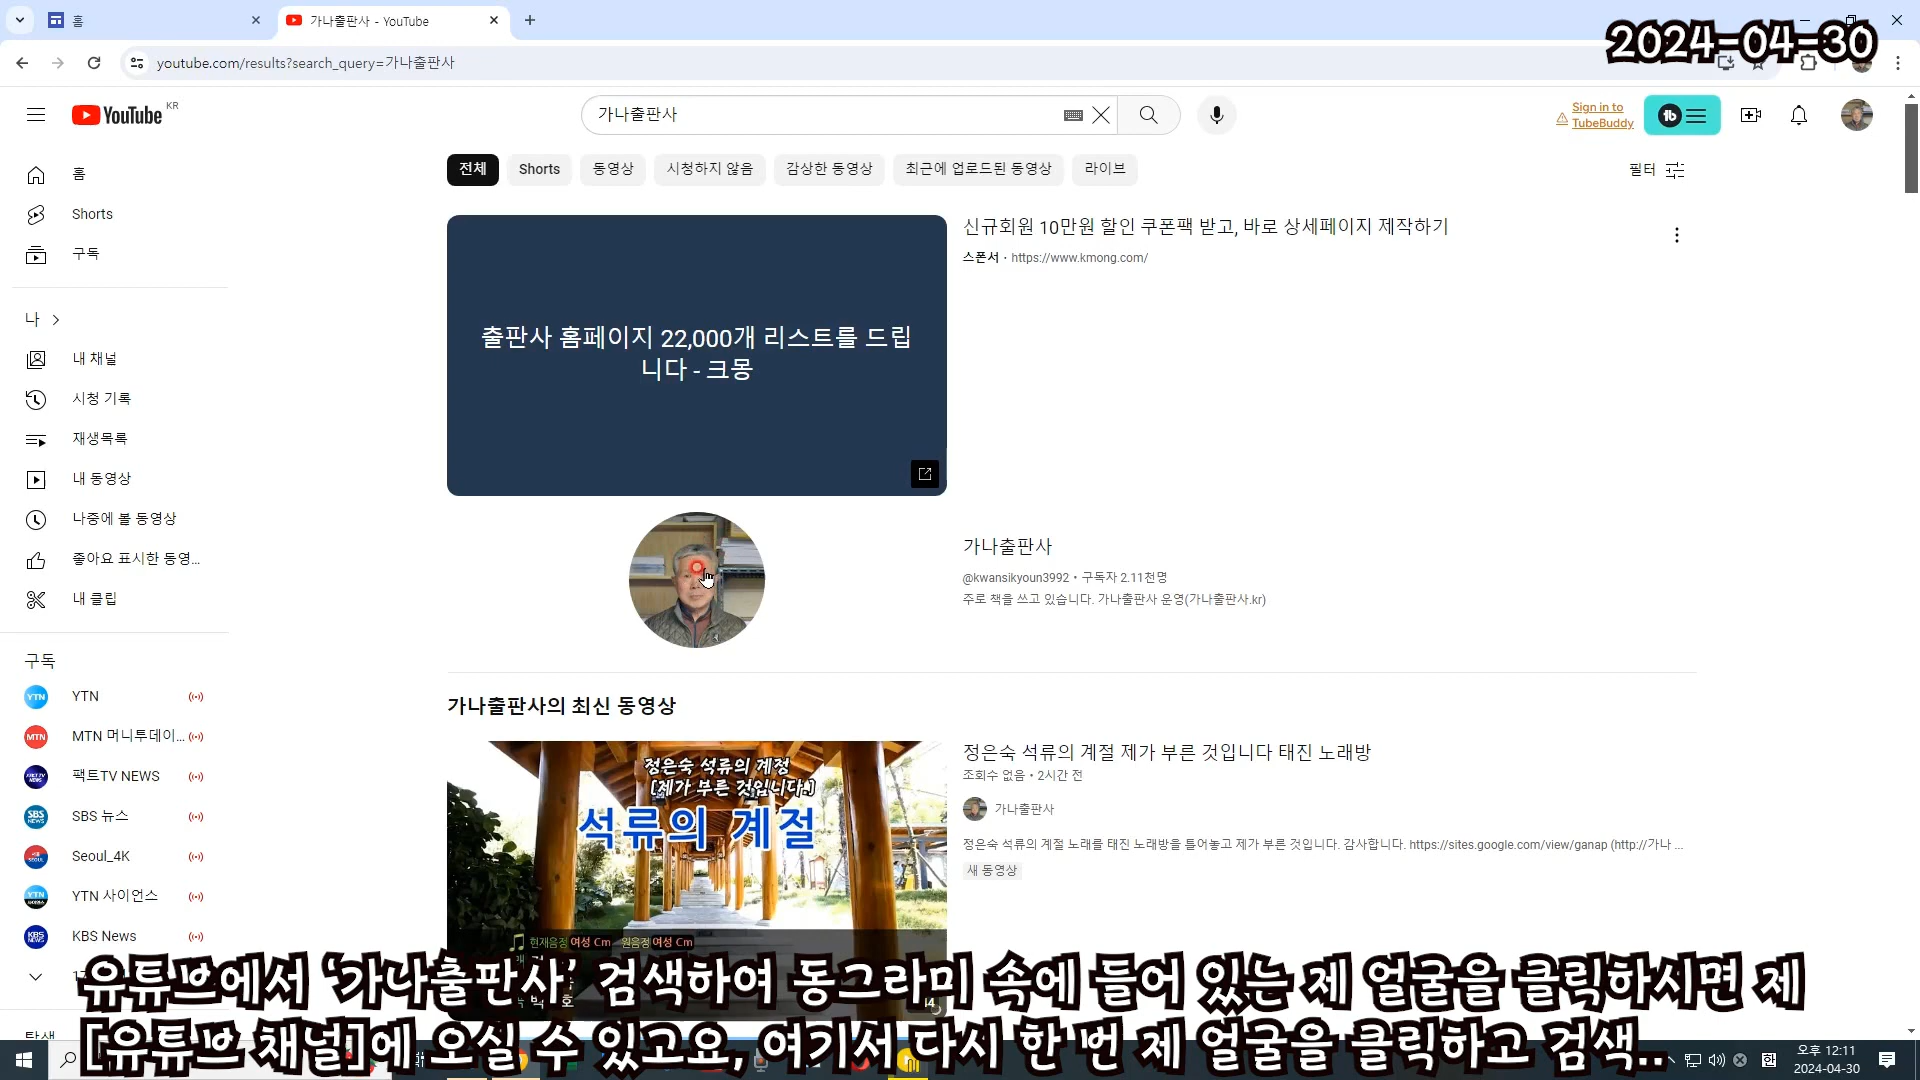 홈
가나출판사 - YouTube
youtube.com/results?search_query=가나출판사
2024-04-30
YouTube KR
가나출판사
Sign in to
TubeBuddy
전체
Shorts
동영상
시청하지 않음
감상한 동영상
최근에 업로드된 동영상
라이브
필터
홈
Shorts
구독
나
내 채널
시청 기록
재생목록
내 동영상
나중에 볼 동영상
좋아요 표시한 동영...
내 클립
구독
YTN
MTN 머니투데이...
팩트TV NEWS
SBS 뉴스
Seoul_4K
YTN 사이언스
KBS News
출판사 홈페이지 22,000개 리스트를 드립
니다 - 크몽
신규회원 10만원 할인 쿠폰팩 받고, 바로 상세페이지 제작하기
스폰서 · https://www.kmong.com/
가나출판사
@kwansikyoun3992 • 구독자 2.11천명
주로 책을 쓰고 있습니다. 가나출판사 운영(가나출판사.kr)
가나출판사의 최신 동영상
정은숙 석류의 계정
[제가 부른 것입니다.]
석류의 계절
현재음정 여성 Cm 원음정 여성 Cm
정은숙 석류의 계절 제가 부른 것입니다 태진 노래방
조회수 없음 • 2시간 전
가나출판사
정은숙 석류의 계절 노래를 태진 노래방을 틀어놓고 제가 부른 것입니다. 감사합니다. https://sites.google.com/view/ganap (http://가나 ...
새 동영상
유튜브에서 ‘가나출판사’ 검색하여 동그라미 속에 들어 있는 제 얼굴을 클릭하시면 제
[유튜브 채널]에 오실 수 있고요, 여기서 다시 한 번 제 얼굴을 클릭하고 검색..
한
오후 12:11
2024-04-30